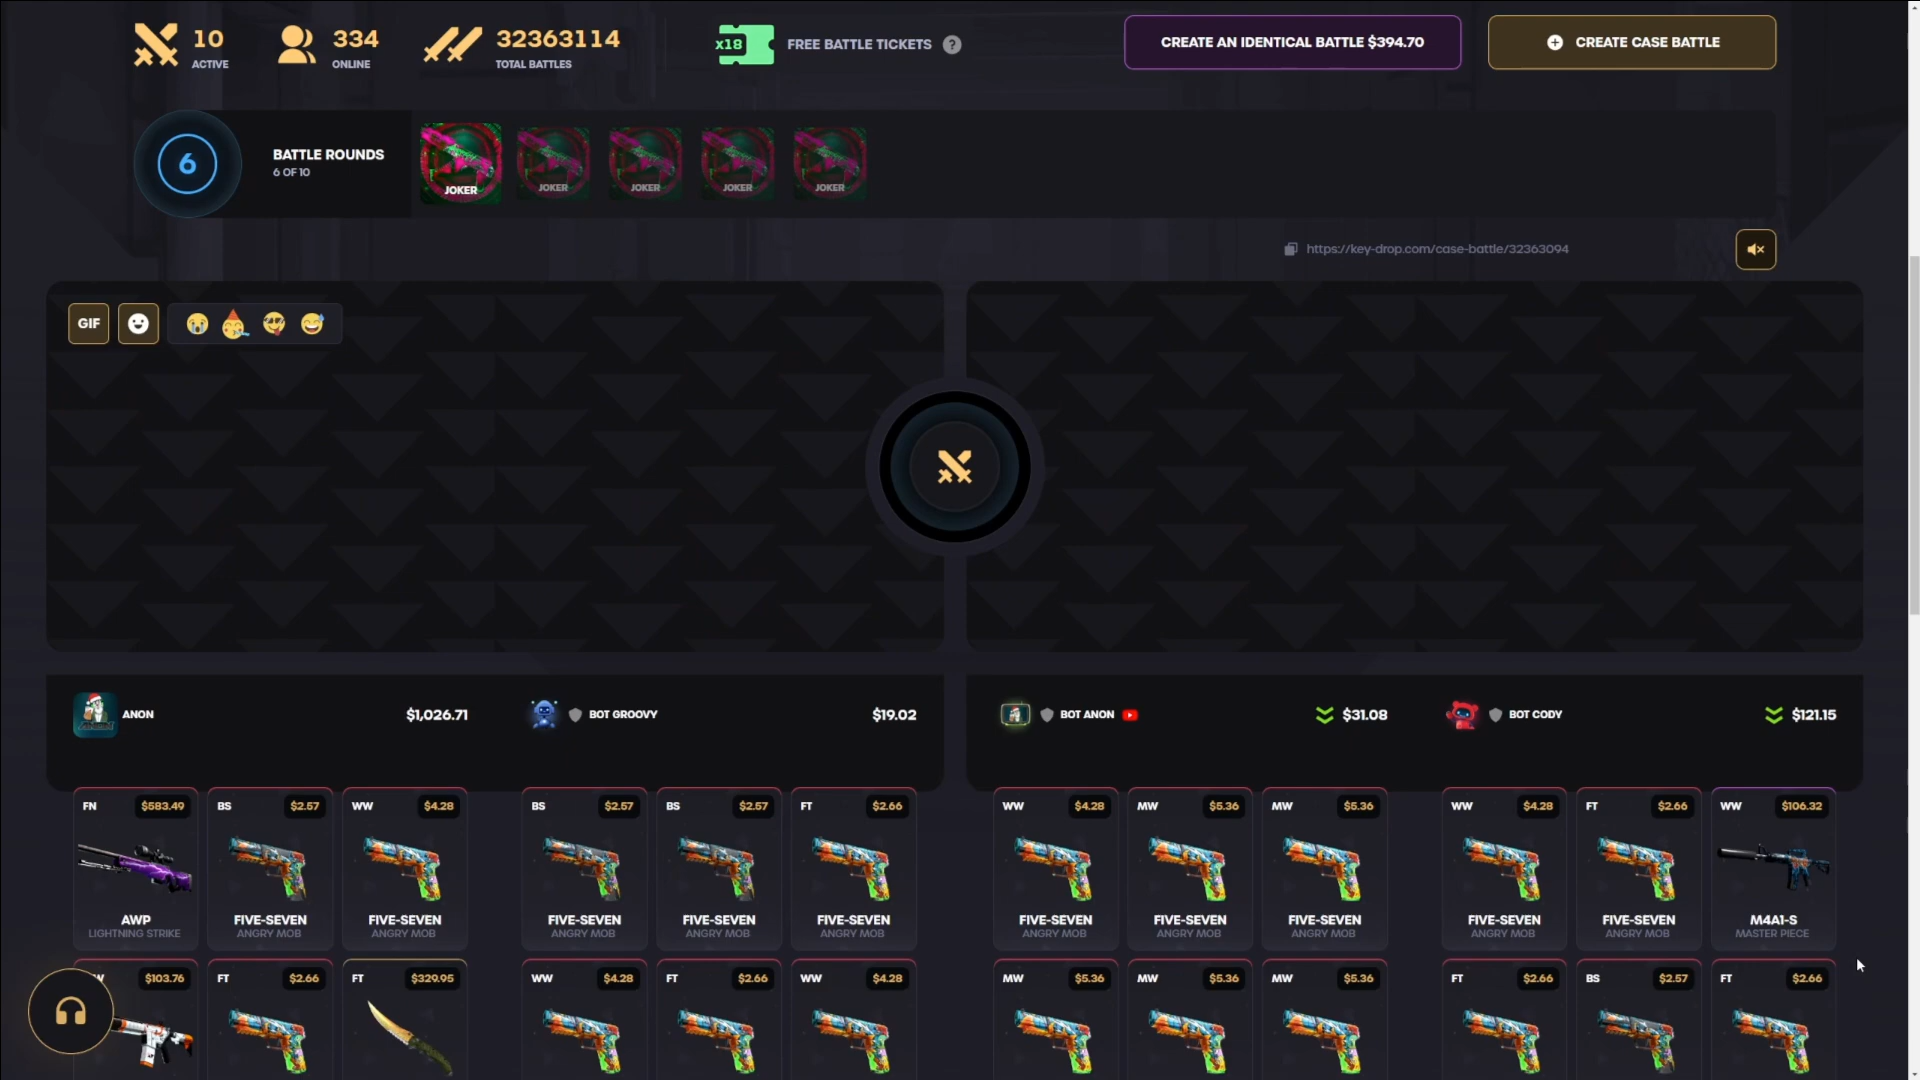 10
ACTIVE
334
ONLINE
32363114
TOTAL BATTLES
x18
FREE BATTLE TICKETS ?
CREATE AN IDENTICAL BATTLE $394.70
CREATE CASE BATTLE
6
BATTLE ROUNDS
6 OF 10
JOKER
JOKER
JOKER
JOKER
JOKER
https://key-drop.com/case-battle/32363094
GIF
ANON
$1,026.71
BOT GROOVY
$19.02
BOT ANON
$31.08
BOT CODY
$121.15
FN $583.49
AWP
LIGHTNING STRIKE
BS $2.57
FIVE-SEVEN
ANGRY MOB
WW $4.28
FIVE-SEVEN
ANGRY MOB
BS $2.57
FIVE-SEVEN
ANGRY MOB
BS $2.57
FIVE-SEVEN
ANGRY MOB
FT $2.66
FIVE-SEVEN
ANGRY MOB
WW $4.28
FIVE-SEVEN
ANGRY MOB
MW $5.36
FIVE-SEVEN
ANGRY MOB
MW $5.36
FIVE-SEVEN
ANGRY MOB
WW $4.28
FIVE-SEVEN
ANGRY MOB
FT $2.66
FIVE-SEVEN
ANGRY MOB
WW $106.32
M4A1-S
MASTER PIECE
$103.76
FT $2.66
FT $329.95
WW $4.28
FT $2.66
WW $4.28
MW $5.36
MW $5.36
MW $5.36
FT $2.66
BS $2.57
FT $2.66